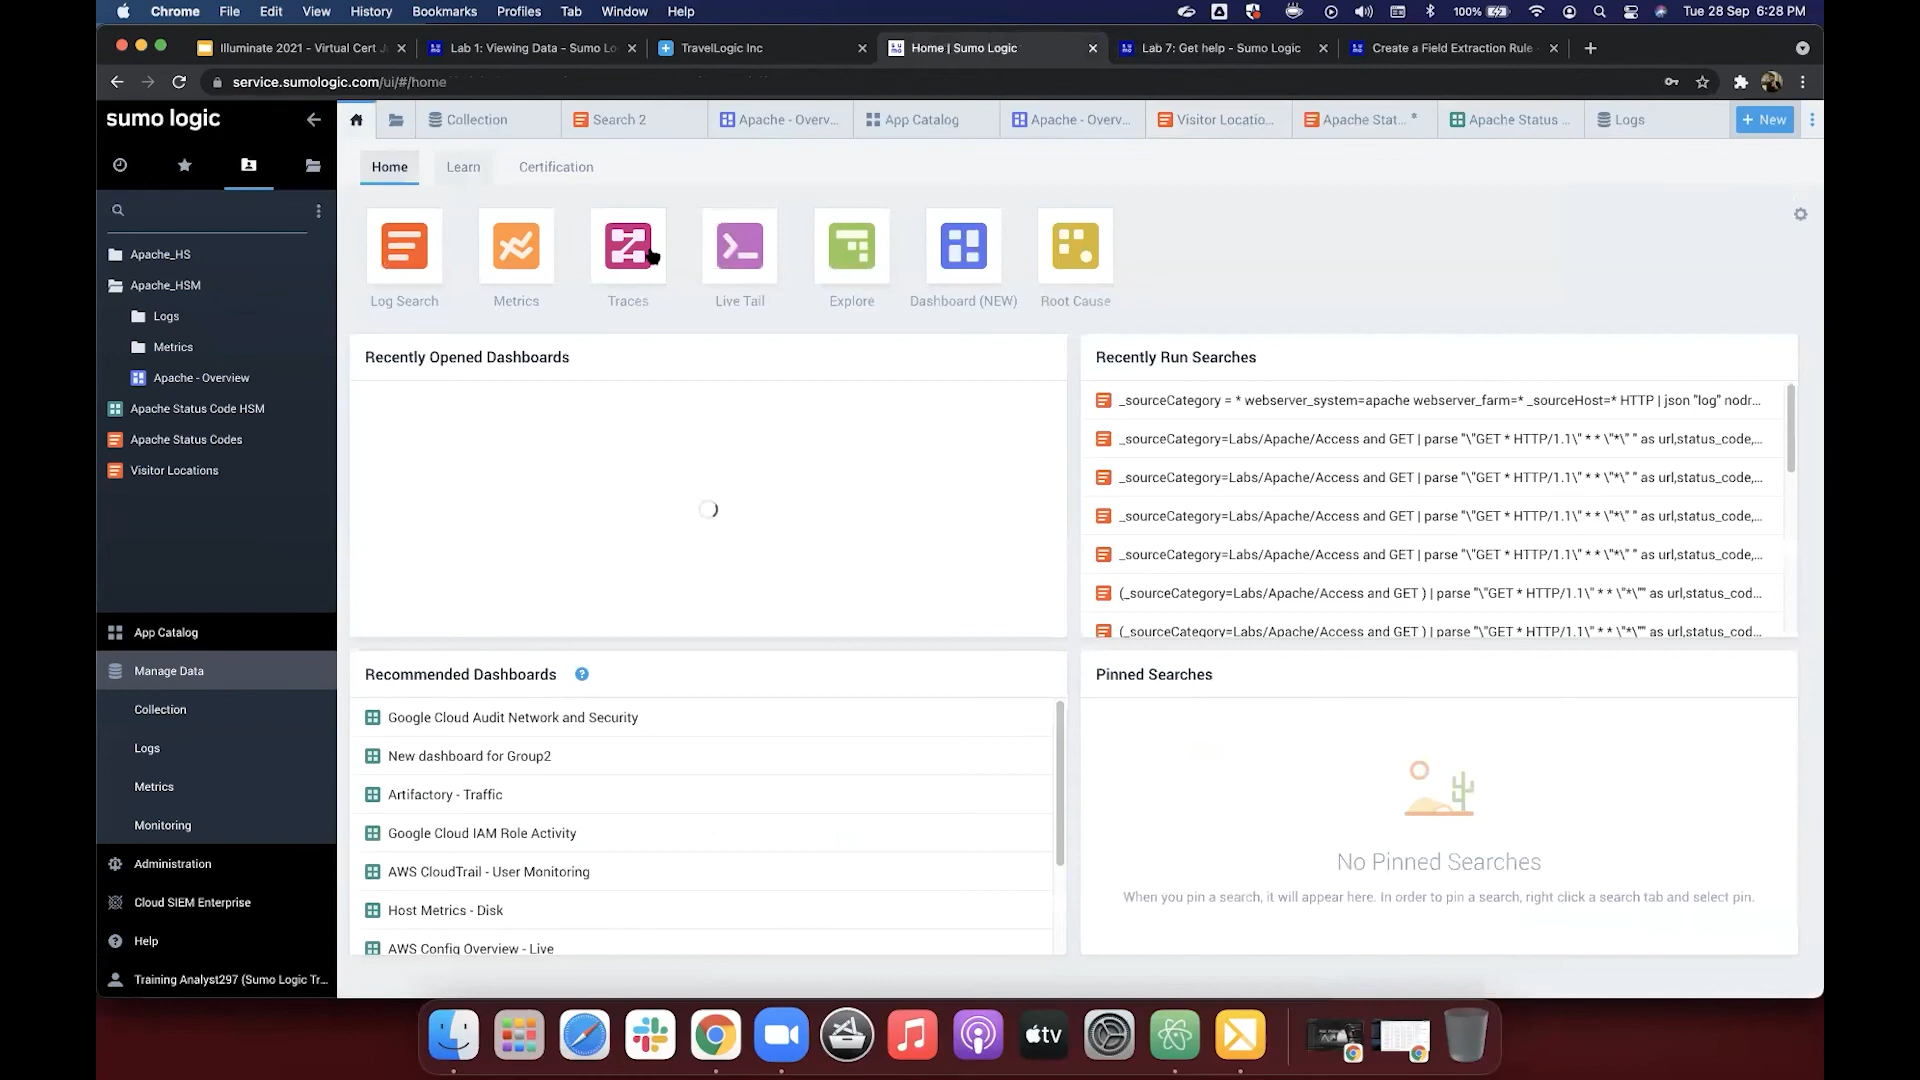 Chrome File Edit View History Bookmarks Profiles Tab Window Help 100% Tue 28 Sep 6:28 PM
Illuminate 2021 - Virtual Cert J Lab 1: Viewing Data - Sumo Lo TravelLogic Inc Home | Sumo Logic Lab 7: Get help - Sumo Logic Create a Field Extraction Rule
service.sumologic.com/ui/#/home
sumo logic
Collection Search 2 Apache - Overv... App Catalog Apache - Overv... Visitor Locatio... Apache Stat... * Apache Status ... Logs + New
Home Learn Certification
Apache_HS
Apache_HSM
Logs
Metrics
Apache - Overview
Apache Status Code HSM
Apache Status Codes
Visitor Locations
App Catalog
Manage Data
Collection
Logs
Metrics
Monitoring
Administration
Cloud SIEM Enterprise
Help
Training Analyst297 (Sumo Logic Tr...
Log Search Metrics Traces Live Tail Explore Dashboard (NEW) Root Cause
Recently Opened Dashboards
Recently Run Searches
_sourceCategory = * webserver_system=apache webserver_farm=* _sourceHost=* HTTP | json "log" nodr...
_sourceCategory=Labs/Apache/Access and GET | parse "\"GET * HTTP/1.1\" * * \"*\" " as url,status_code,...
_sourceCategory=Labs/Apache/Access and GET | parse "\"GET * HTTP/1.1\" * * \"*\" " as url,status_code,...
_sourceCategory=Labs/Apache/Access and GET | parse "\"GET * HTTP/1.1\" * * \"*\" " as url,status_code,...
_sourceCategory=Labs/Apache/Access and GET | parse "\"GET * HTTP/1.1\" * * \"*\" " as url,status_code,...
(_sourceCategory=Labs/Apache/Access and GET ) | parse "\"GET * HTTP/1.1\" * * \"*\"" as url,status_cod...
(_sourceCategory=Labs/Apache/Access and GET ) | parse "\"GET * HTTP/1.1\" * * \"*\"" as url,status_cod...
Recommended Dashboards ?
Google Cloud Audit Network and Security
New dashboard for Group2
Artifactory - Traffic
Google Cloud IAM Role Activity
AWS CloudTrail - User Monitoring
Host Metrics - Disk
AWS Config Overview - Live
Pinned Searches
No Pinned Searches
When you pin a search, it will appear here. In order to pin a search, right click a search tab and select pin.
tv